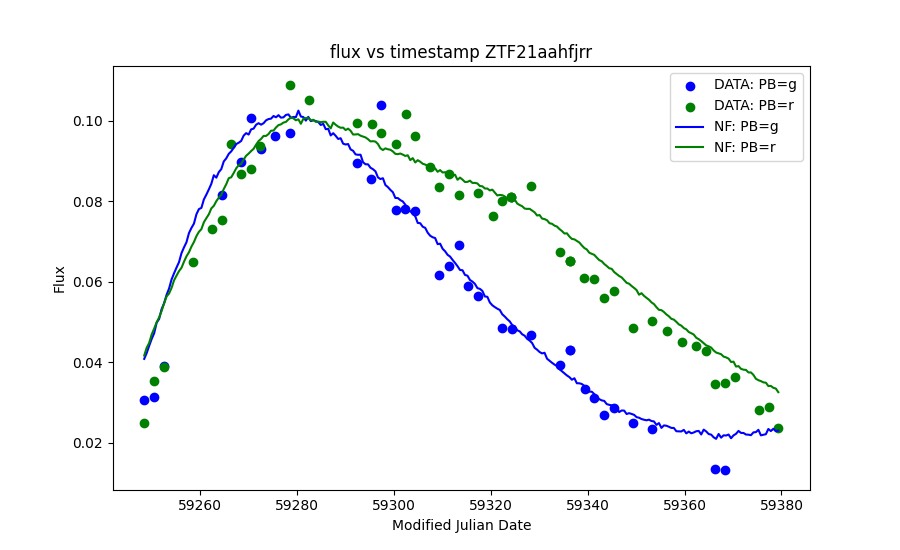 flux vs timestamp ZTF21aahfjrr
DATA: PB=g
DATA: PB=r
NF: PB=g
NF: PB=r
0.10
0.08
0.06
0.04
0.02
Flux
59260 59280 59300 59320 59340 59360 59380
Modified Julian Date